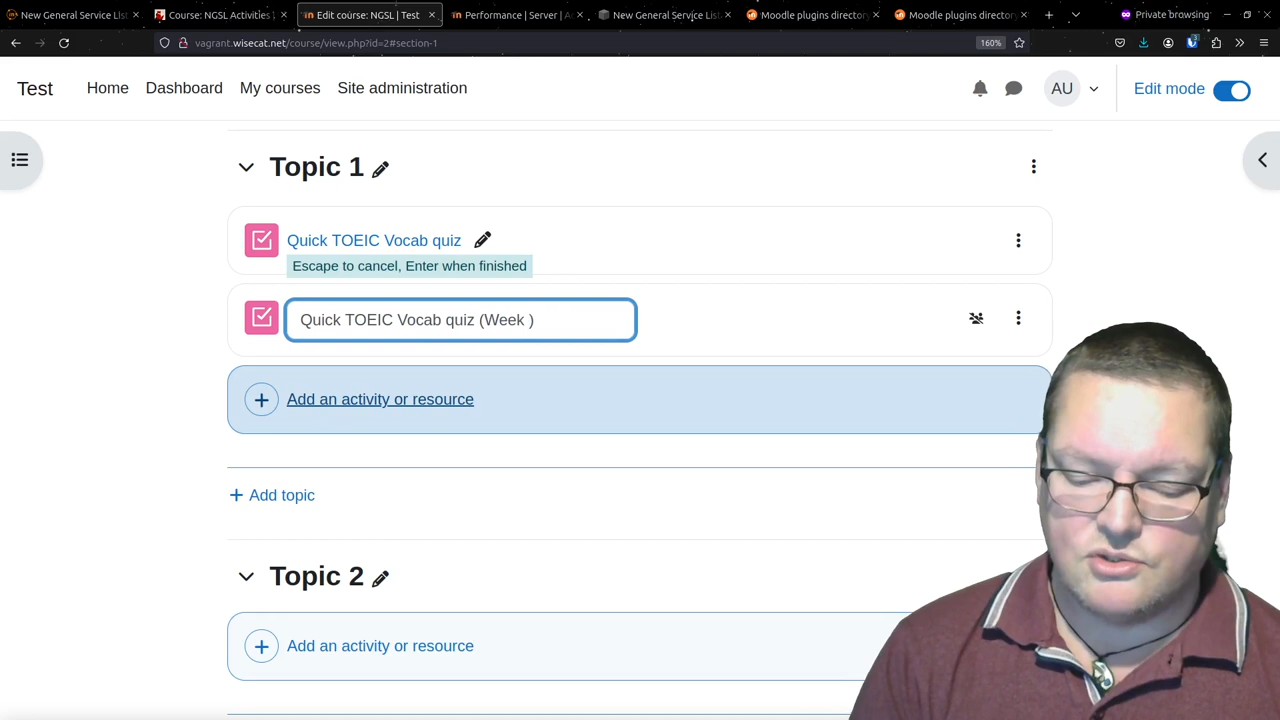 New General Service List
Course: NGSL Activities
Edit course: NGSL | Test
Performance | Server | Ac
New General Service List
Moodle plugins directory
Moodle plugins directory
Private browsing
vagrant.wisecat.net/course/view.php?id=2#section-1
160%
Test
Home
Dashboard
My courses
Site administration
AU
Edit mode
Topic 1
Quick TOEIC Vocab quiz
Escape to cancel, Enter when finished
Quick TOEIC Vocab quiz (Week )
Add an activity or resource
+ Add topic
Topic 2
Add an activity or resource